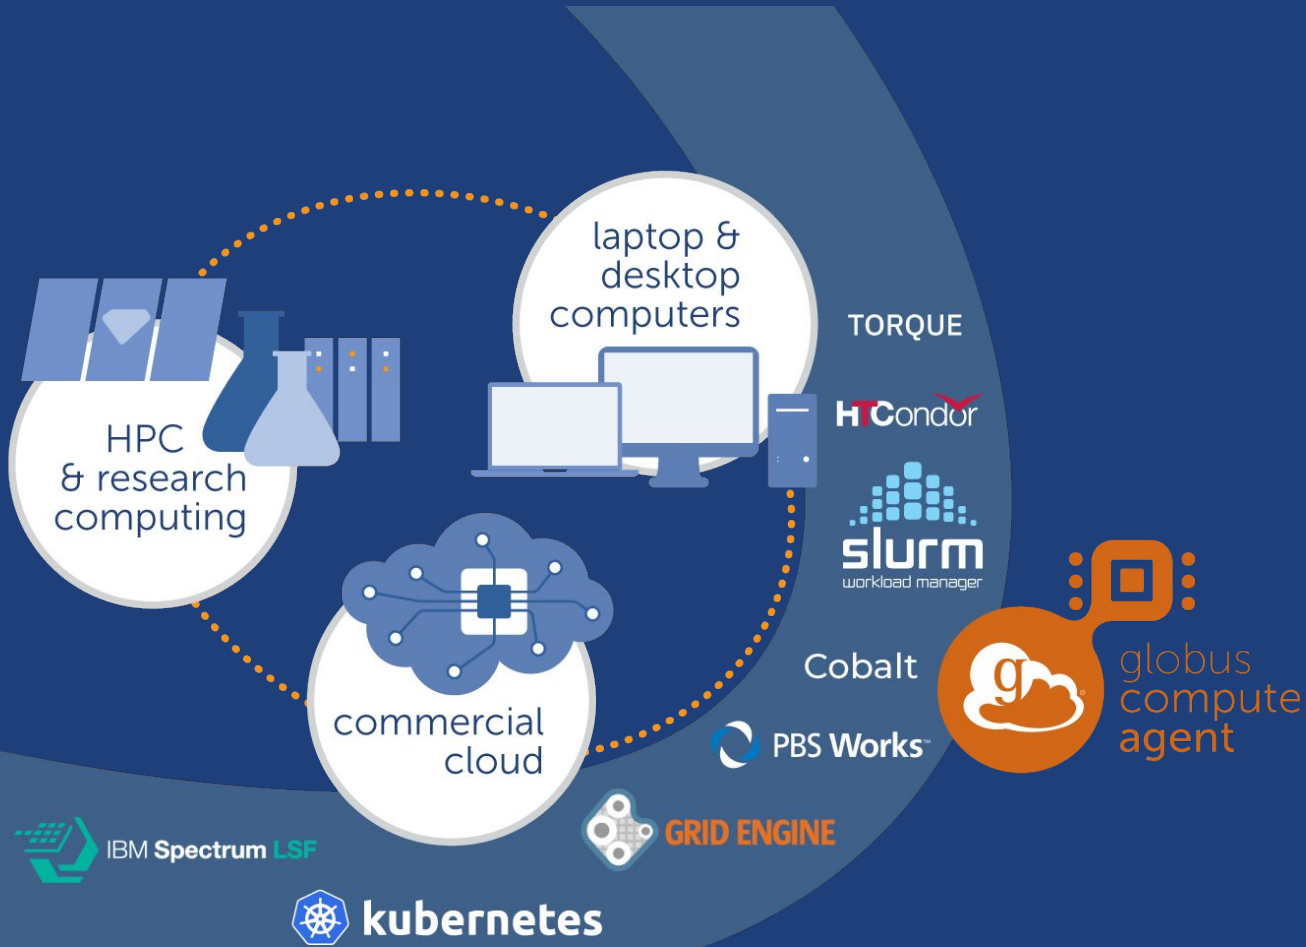 laptop &
desktop
computers
HPC
& research
computing
commercial
cloud
TORQUE
HTCondor
slurm
workload manager
Cobalt
PBS Works™
GRID ENGINE
IBM Spectrum LSF
kubernetes
g
®
globus
compute
agent